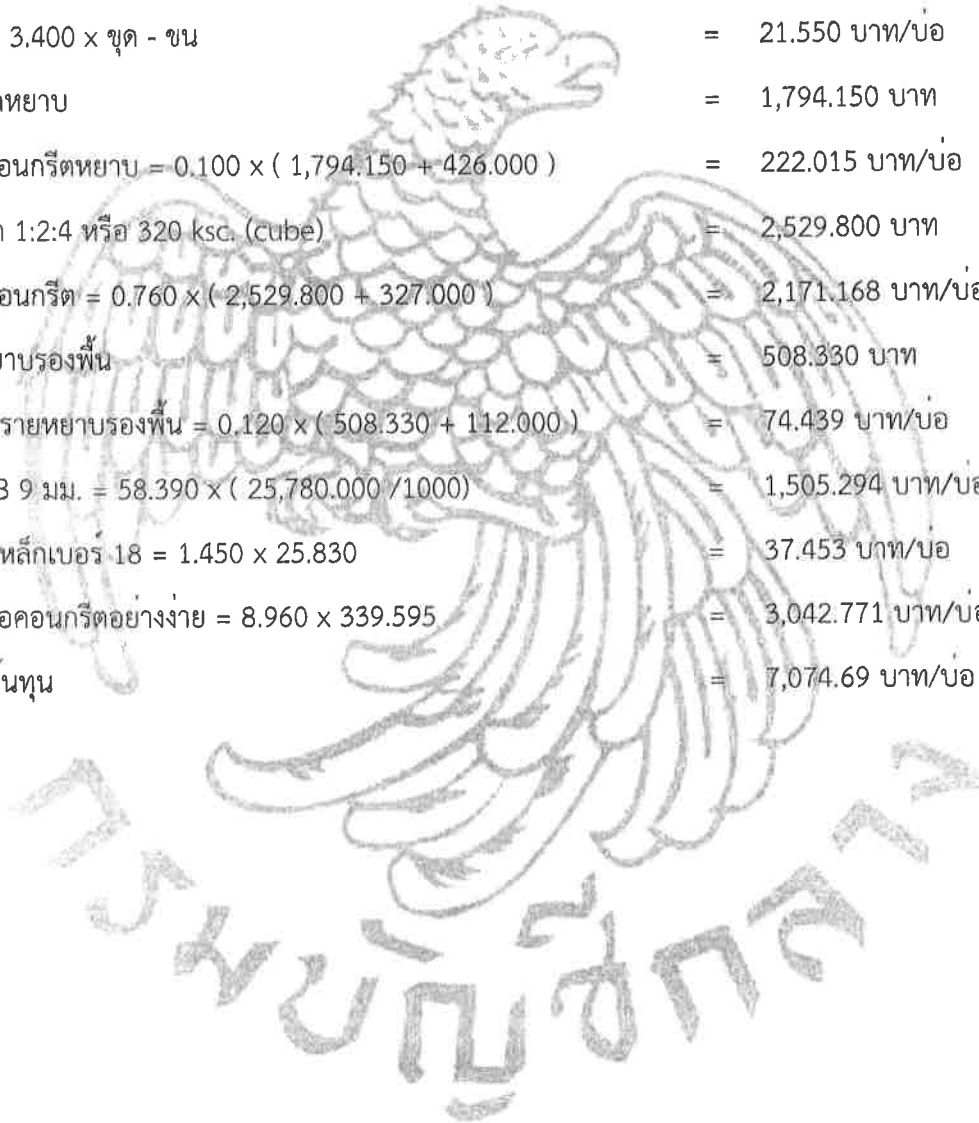 3.400 x ขุด - ขน = 21.550 บาท/บ่อ
หยาบ = 1,794.150 บาท
อนกรีตหยาบ = 0.100 x ( 1,794.150 + 426.000 ) = 222.015 บาท/บ่อ
1:2:4 หรือ 320 ksc. (cube) = 2,529.800 บาท
อนกรีต = 0.760 x ( 2,529.800 + 327.000 ) = 2,171.168 บาท/บ่อ
ยาบรองพื้น = 508.330 บาท
รายหยาบรองพื้น = 0.120 x ( 508.330 + 112.000 ) = 74.439 บาท/บ่อ
9 มม. = 58.390 x ( 25,780.000 /1000) = 1,505.294 บาท/บ่อ
หล็กเบอร์ 18 = 1.450 x 25.830 = 37.453 บาท/บ่อ
อคอนกรีตอย่างง่าย = 8.960 x 339.595 = 3,042.771 บาท/บ่อ
นทุน = 7,074.69 บาท/บ่อ
กรมบัญชีกลาง